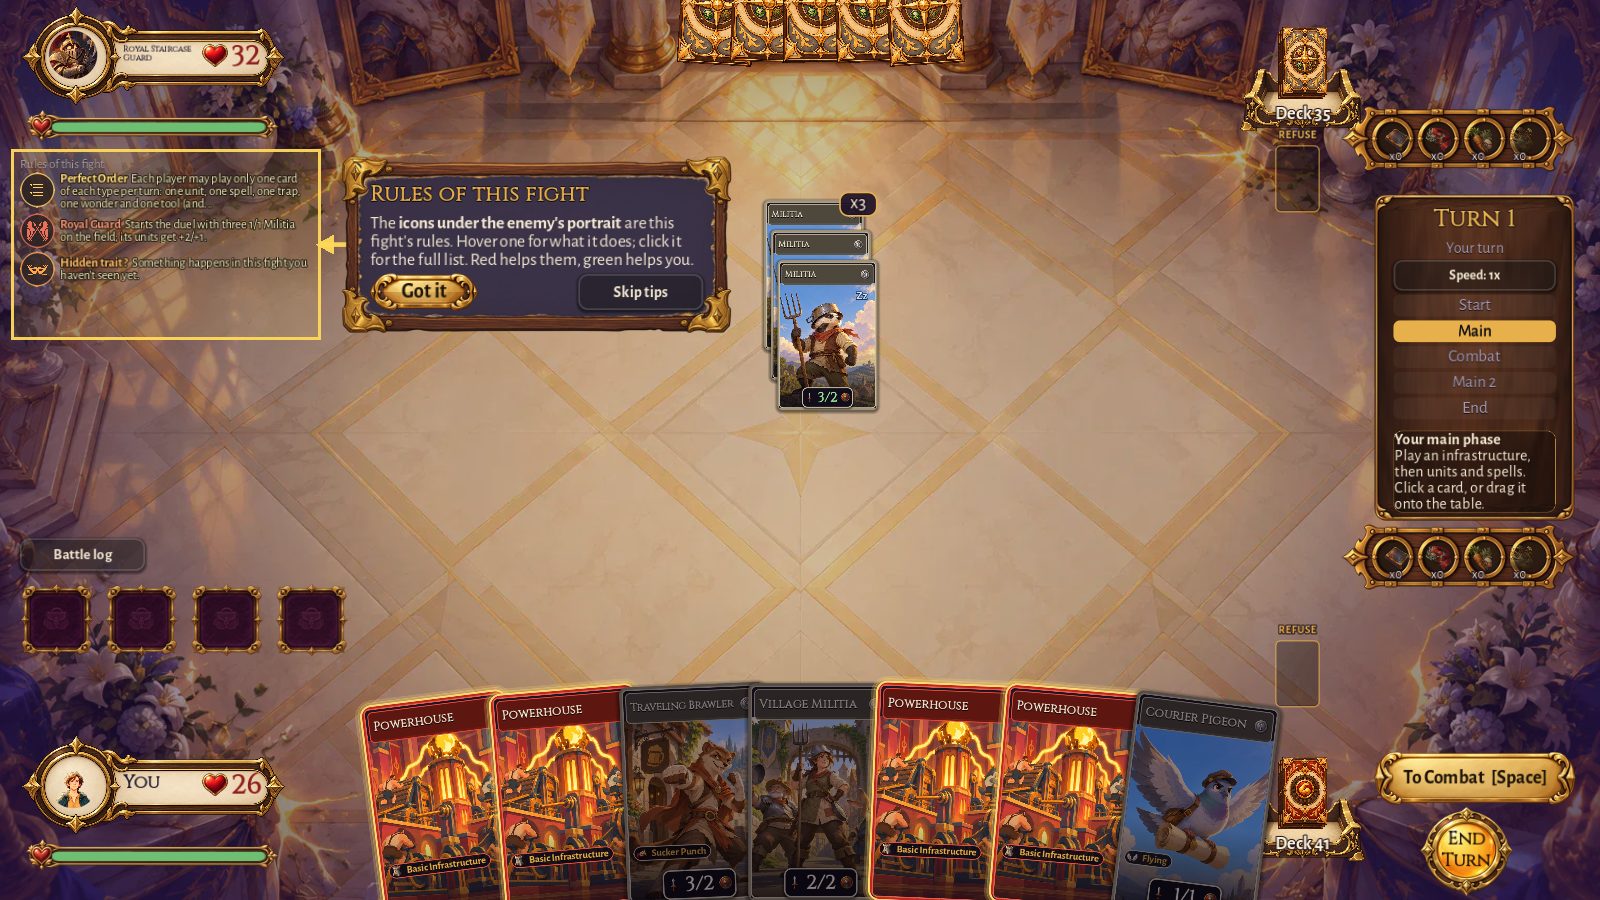 Royal Staircase Guard
32
Deck 35
REFUSE
x0
x0
x0
x0
Rules of this fight
Perfect Order Each player may play only one card
of each type per turn: one unit, one spell, one trap,
one wonder and one tool (and...
Royal Guard Starts the duel with three 1/1 Militia
on the field; its units get +2/+1.
Hidden trait? Something happens in this fight you
haven't seen yet.
Rules of this fight
The icons under the enemy's portrait are this
fight's rules. Hover one for what it does; click it
for the full list. Red helps them, green helps you.
Got it
Skip tips
Militia
x3
Militia
Militia
Zz
3/2
Turn 1
Your turn
Speed: 1x
Start
Main
Combat
Main 2
End
Your main phase
Play an infrastructure,
then units and spells.
Click a card, or drag it
onto the table.
x0
x0
x0
x0
Battle log
REFUSE
You
26
Powerhouse
Basic Infrastructure
Powerhouse
Basic Infrastructure
Traveling Brawler
Sucker Punch
3/2
Village Militia
2/2
Powerhouse
Basic Infrastructure
Powerhouse
Basic Infrastructure
Courier Pigeon
Flying
1/1
Deck 41
To Combat [Space]
End
Turn